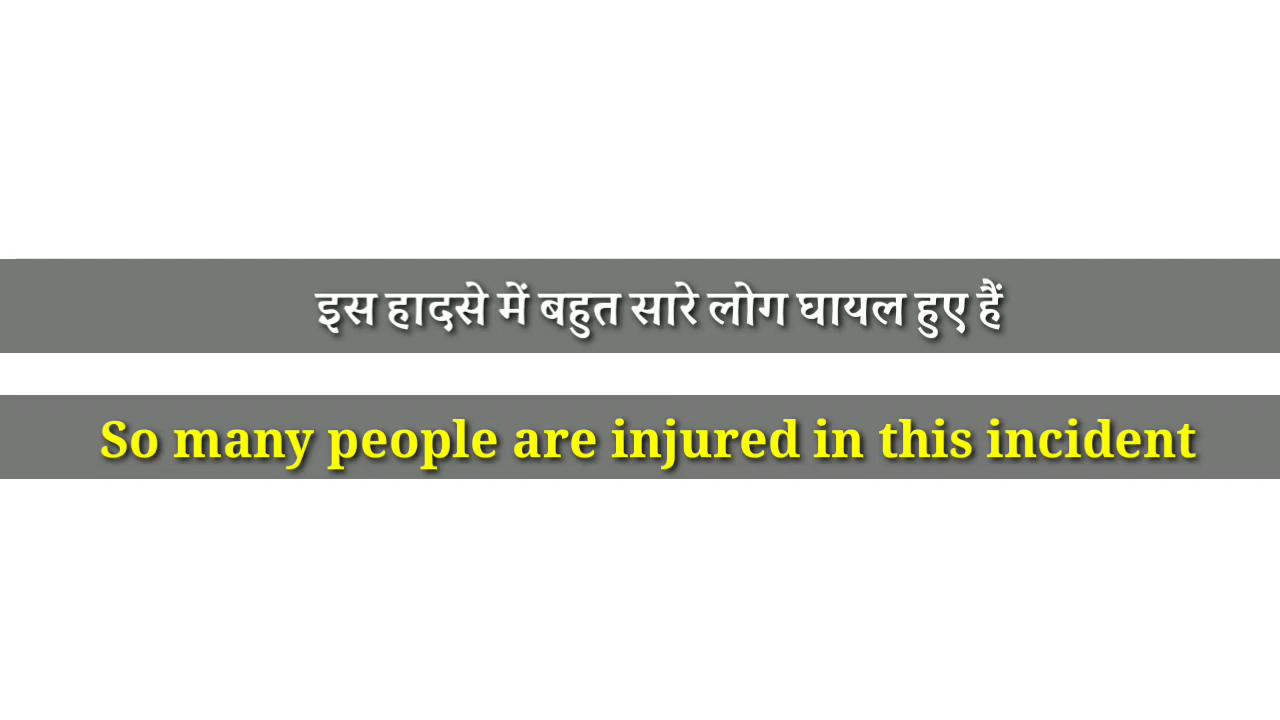 इस हादसे में बहुत सारे लोग घायल हुए हैं
So many people are injured in this incident